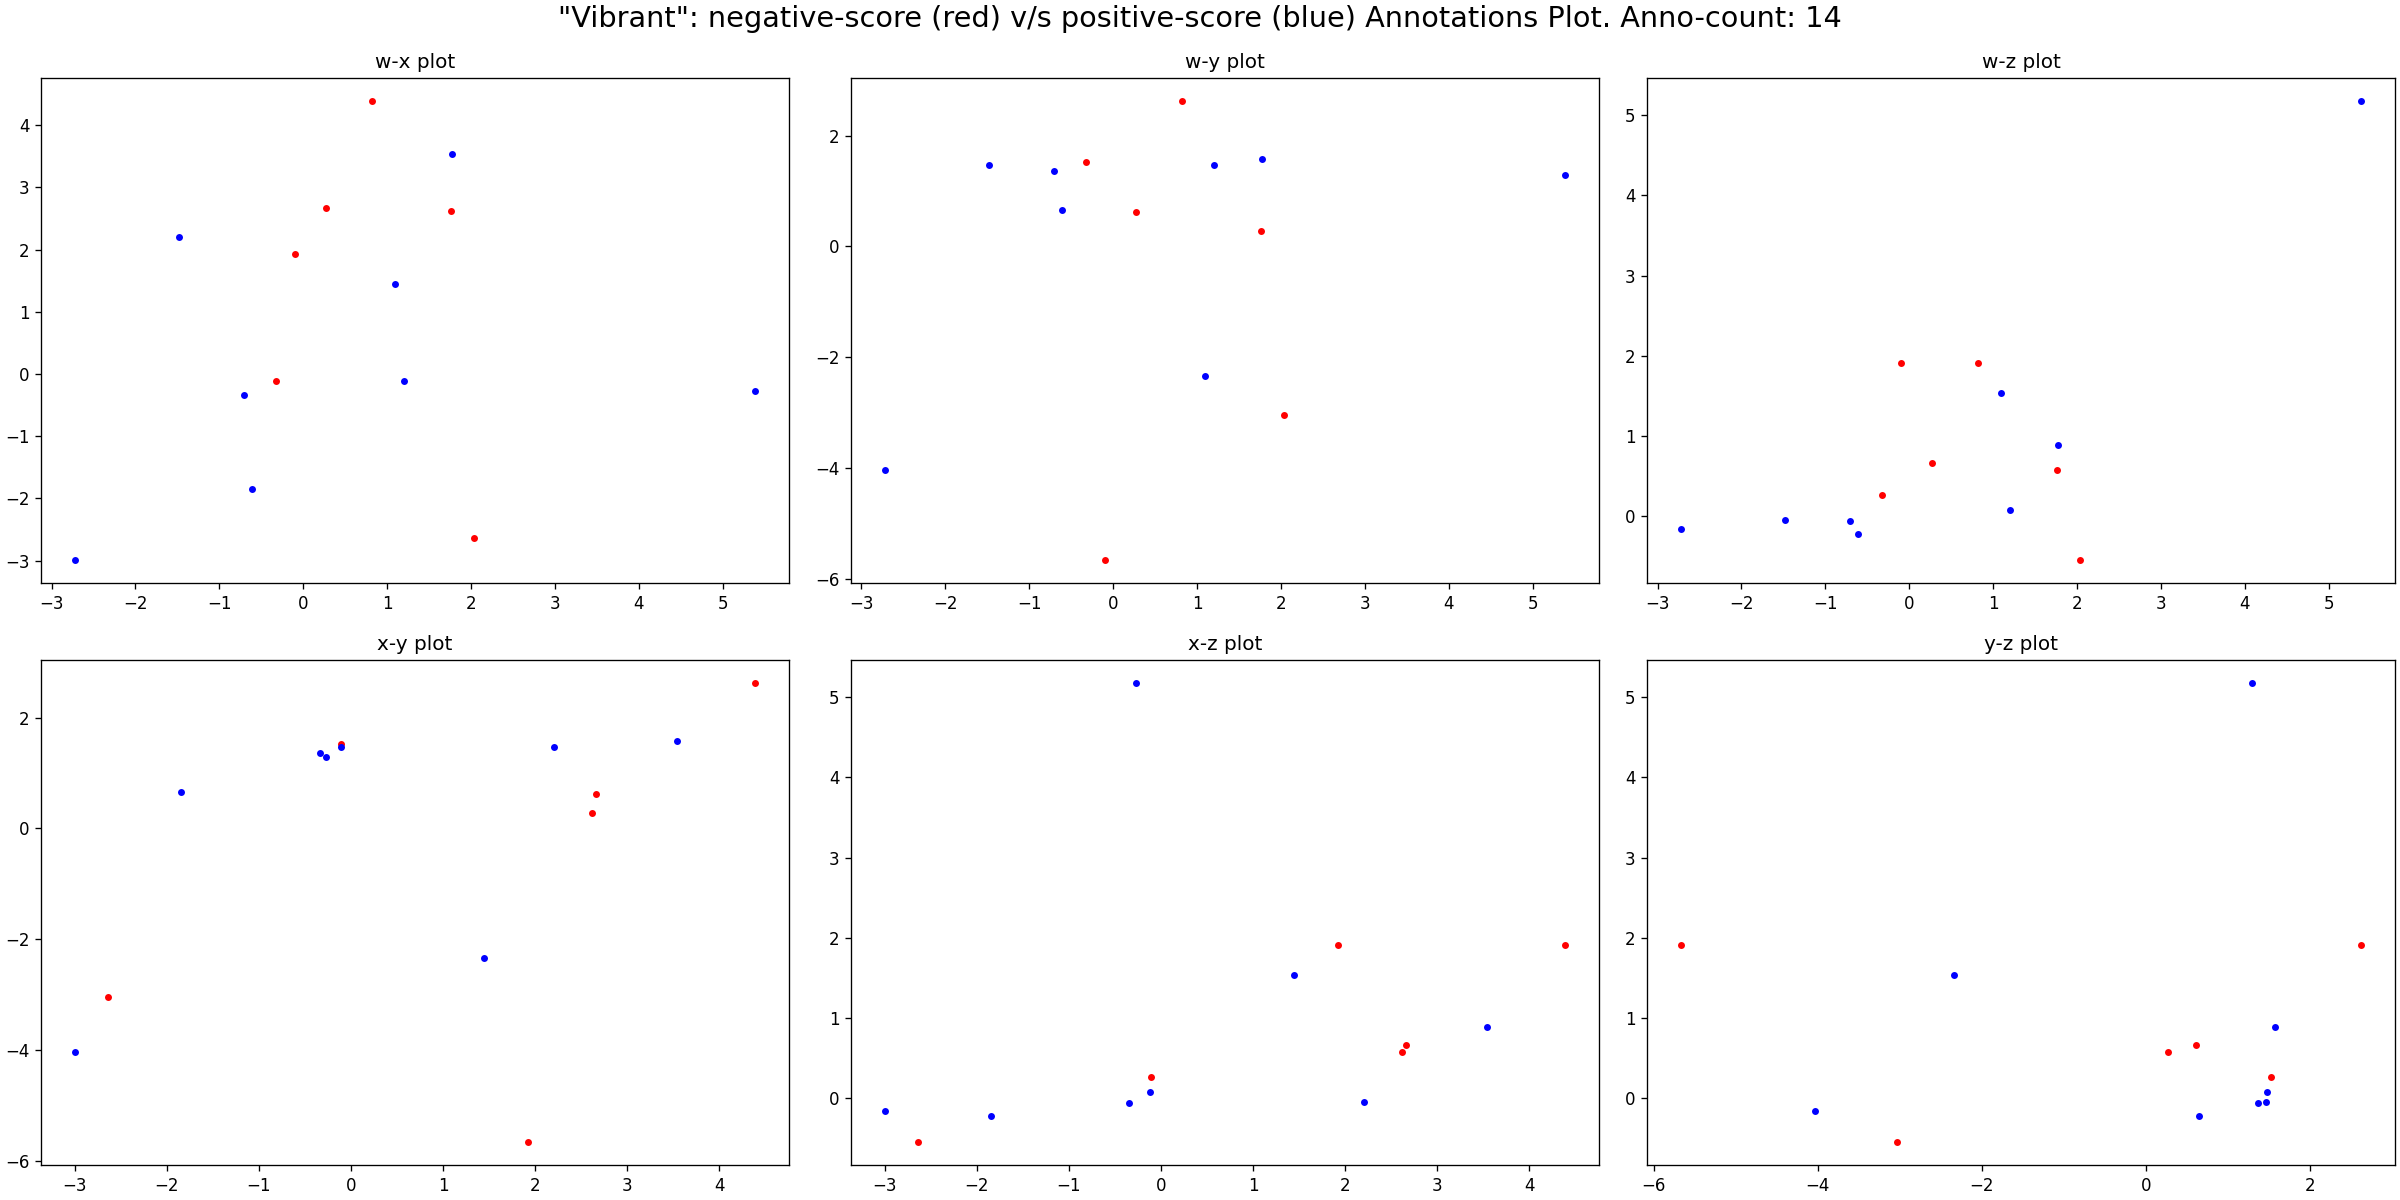 "Vibrant": negative-score (red) v/s positive-score (blue) Annotations Plot. Anno-count: 14
w-x plot
4
3
2
1
0
−1
−2
−3
−3 −2 −1 0 1 2 3 4 5
w-y plot
2
0
−2
−4
−6
−3 −2 −1 0 1 2 3 4 5
w-z plot
5
4
3
2
1
0
−3 −2 −1 0 1 2 3 4 5
x-y plot
2
0
−2
−4
−6
−3 −2 −1 0 1 2 3 4
x-z plot
5
4
3
2
1
0
−3 −2 −1 0 1 2 3 4
y-z plot
5
4
3
2
1
0
−6 −4 −2 0 2